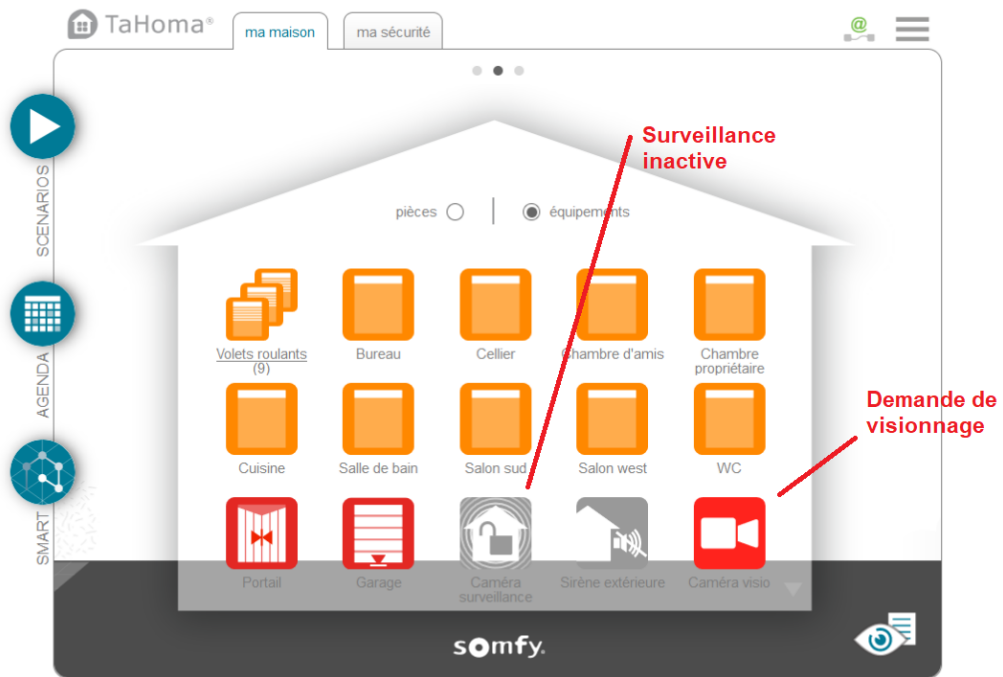 TaHoma®
ma maison
ma sécurité
@
Surveillance
inactive
SCENARIOS
pièces
équipements
Volets roulants
(9)
Bureau
Cellier
Chambre d'amis
Chambre
propriétaire
AGENDA
Demande de
visionnage
Cuisine
Salle de bain
Salon sud
Salon west
WC
SMART
Portail
Garage
Caméra
surveillance
Sirène extérieure
Caméra visio
somfy.